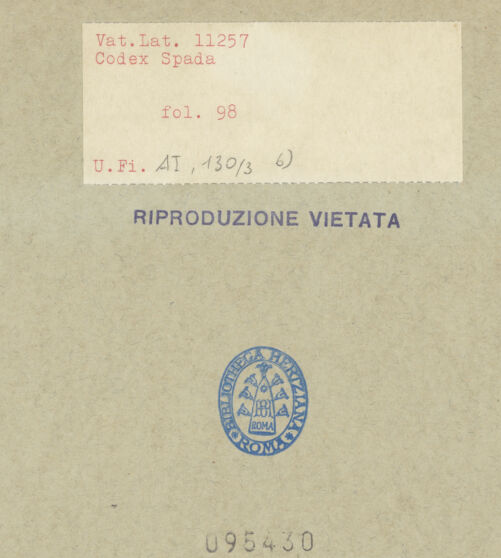 Vat.Lat. 11257
Codex Spada
fol. 98
U.Fi. AI, 130/3 6)
RIPRODUZIONE VIETATA
BIBLIOTHECA HERTZIANA
ROMA
ROMA
095430